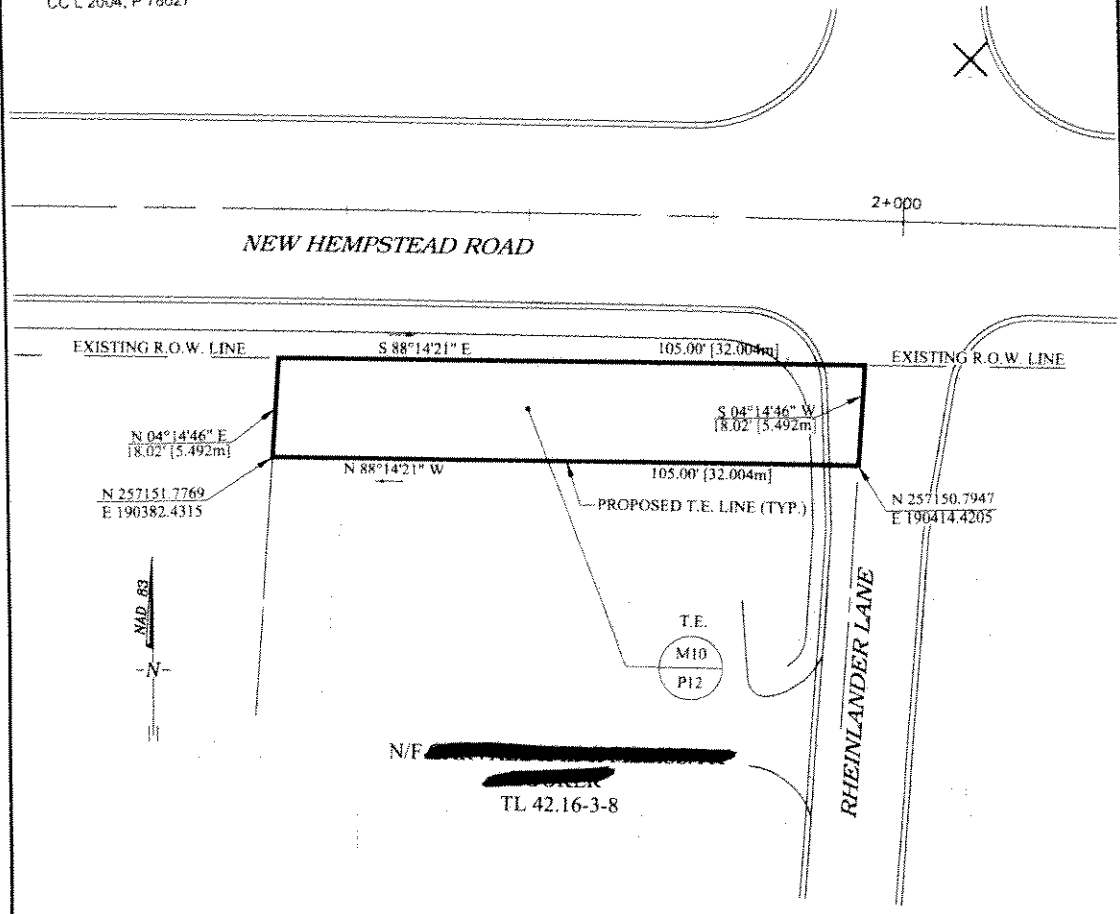 CC L 2004, P 78627
2+000
NEW HEMPSTEAD ROAD
EXISTING R.O.W. LINE
S 88°14'21" E
105.00' [32.004m]
EXISTING R.O.W. LINE
N 04°14'46" E
18.02' [5.492m]
S 04°14'46" W
18.02' [5.492m]
N 88°14'21" W
105.00' [32.004m]
N 257151.7769
E 190382.4315
PROPOSED T.E. LINE (TYP.)
N 257150.7947
E 190414.4205
NAD 83
-N-
T.E.
M10
P12
RHEINLANDER LANE
N/F
TL 42.16-3-8